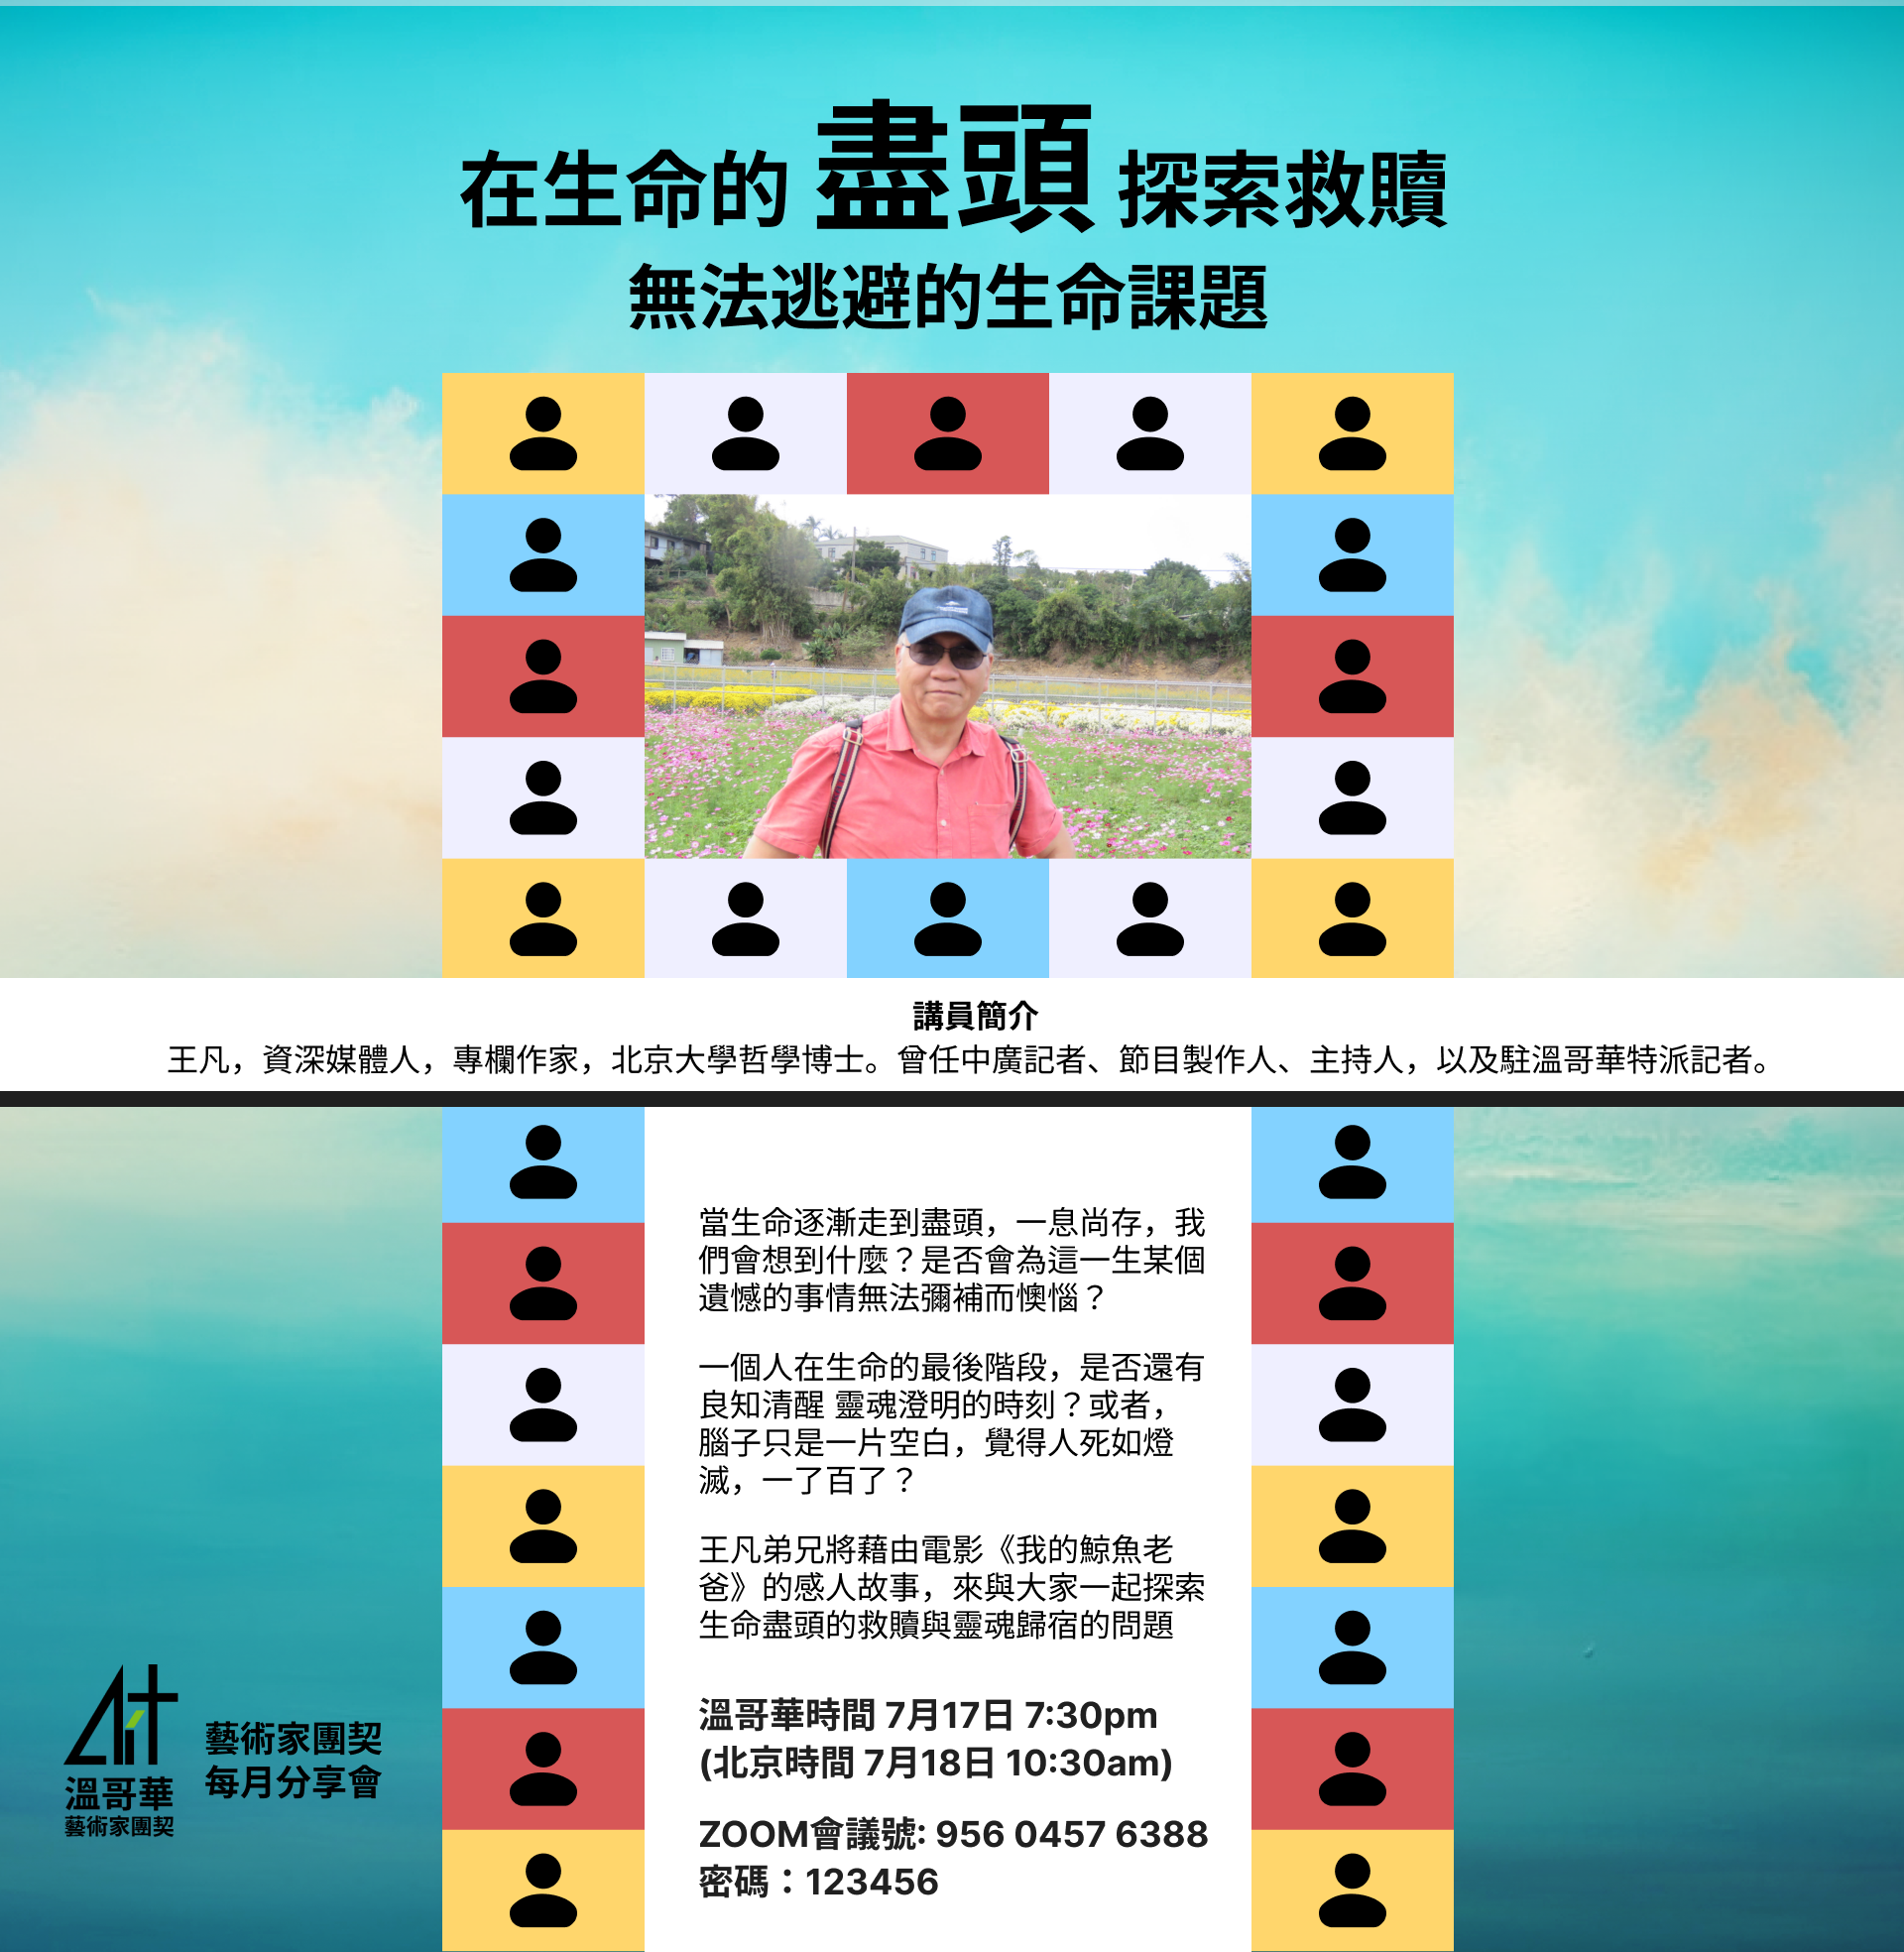 在生命的 盡頭 探索救贖
無法逃避的生命課題
講員簡介
王凡，資深媒體人，專欄作家，北京大學哲學博士。曾任中廣記者、節目製作人、主持人，以及駐溫哥華特派記者。
當生命逐漸走到盡頭，一息尚存，我
們會想到什麼？是否會為這一生某個
遺憾的事情無法彌補而懊惱？
一個人在生命的最後階段，是否還有
良知清醒 靈魂澄明的時刻？或者，
腦子只是一片空白，覺得人死如燈
滅，一了百了？
王凡弟兄將藉由電影《我的鯨魚老
爸》的感人故事，來與大家一起探索
生命盡頭的救贖與靈魂歸宿的問題
溫哥華時間 7月17日 7:30pm
(北京時間 7月18日 10:30am)
ZOOM會議號: 956 0457 6388
密碼：123456
Art
溫哥華
藝術家團契
藝術家團契
每月分享會